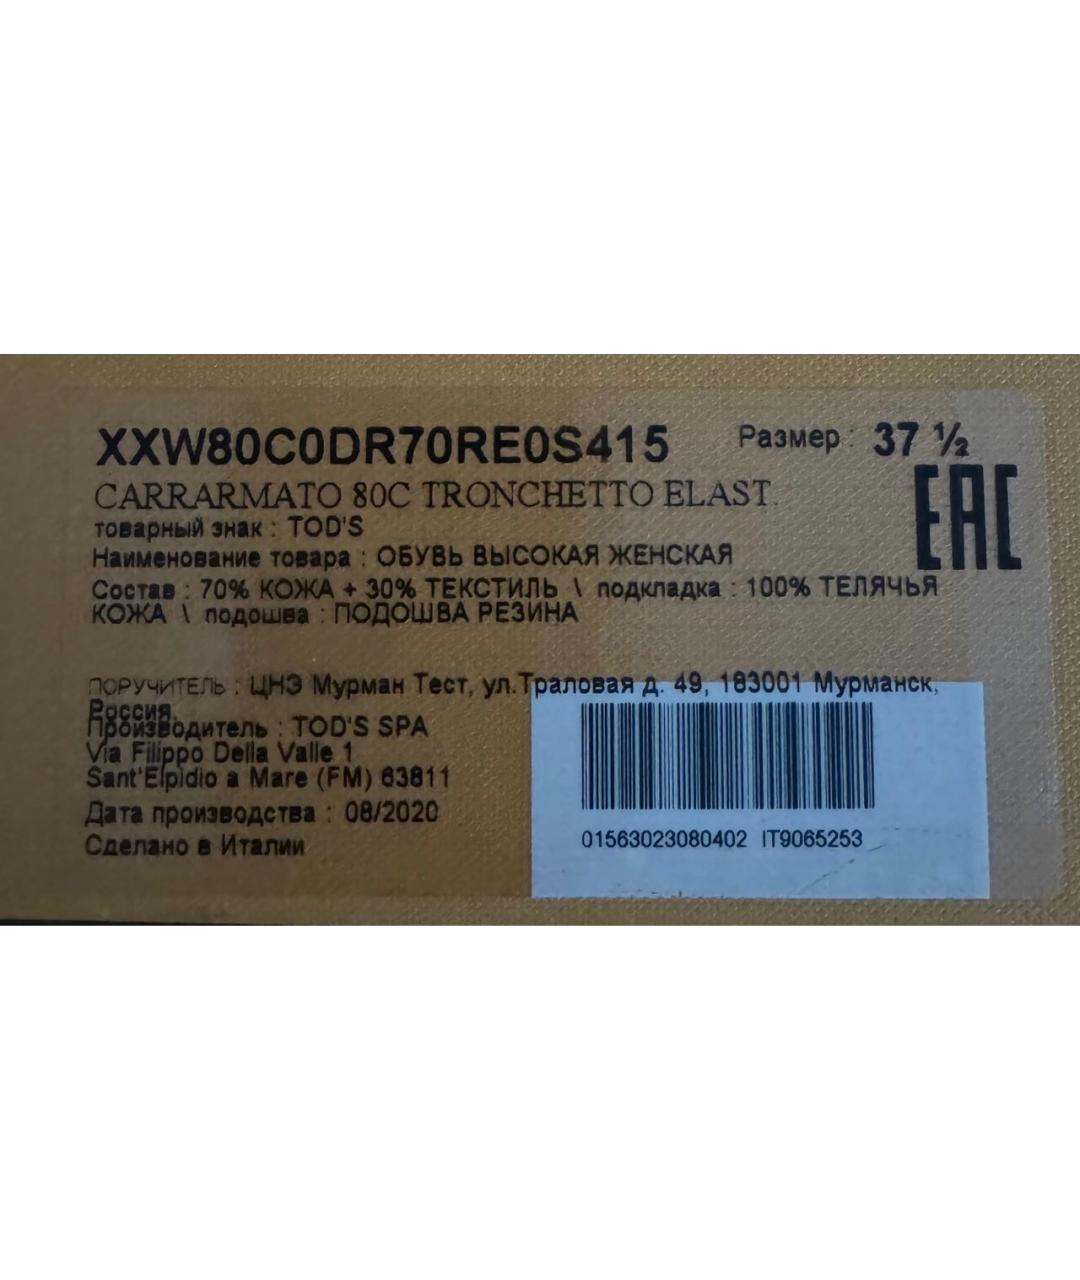 XXW80C0DR70RE0S415 Размер : 37 ½
CARRARMATO 80C TRONCHETTO ELAST.
EAC
товарный знак : TOD'S
Наименование товара : ОБУВЬ ВЫСОКАЯ ЖЕНСКАЯ
Состав : 70% КОЖА + 30% ТЕКСТИЛЬ \ подкладка : 100% ТЕЛЯЧЬЯ
КОЖА \ подошва : ПОДОШВА РЕЗИНА
ПОРУЧИТЕЛЬ : ЦНЭ Мурман Тест, ул.Траловая д. 49, 183001 Мурманск,
Россия.
Производитель : TOD'S SPA
Via Filippo Della Valle 1
Sant'Elpidio a Mare (FM) 63811
Дата производства : 08/2020
Сделано в Италии
01563023080402 IT9065253